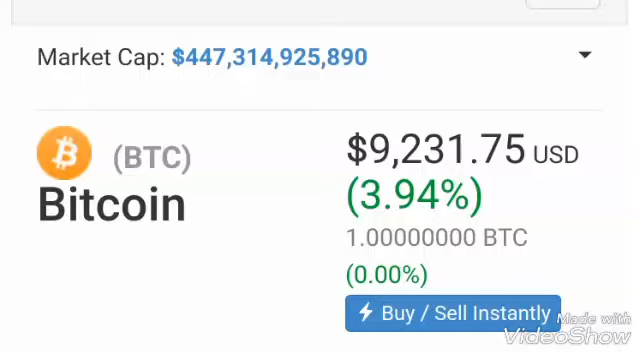 Market Cap: $447,314,925,890
(BTC)
Bitcoin
$9,231.75 USD
(3.94%)
1.00000000 BTC
(0.00%)
Buy / Sell Instantly
Made with
VideoShow